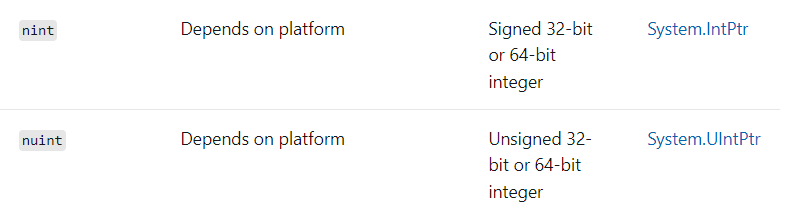 nint Depends on platform Signed 32-bit System.IntPtr
or 64-bit
integer
nuint Depends on platform Unsigned 32- System.UIntPtr
bit or 64-bit
integer